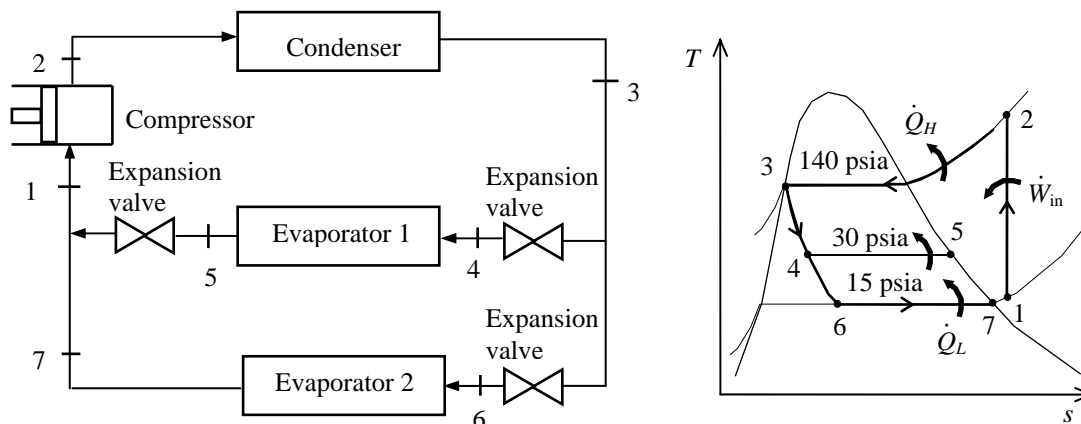 2
Condenser
3
Compressor
1
Expansion
valve
Expansion
valve
Evaporator 1
5
4
7
Expansion
valve
Evaporator 2
6
T
2
Q̇H
3
140 psia
Ẇin
30 psia
5
4
15 psia
6
7
1
Q̇L
s